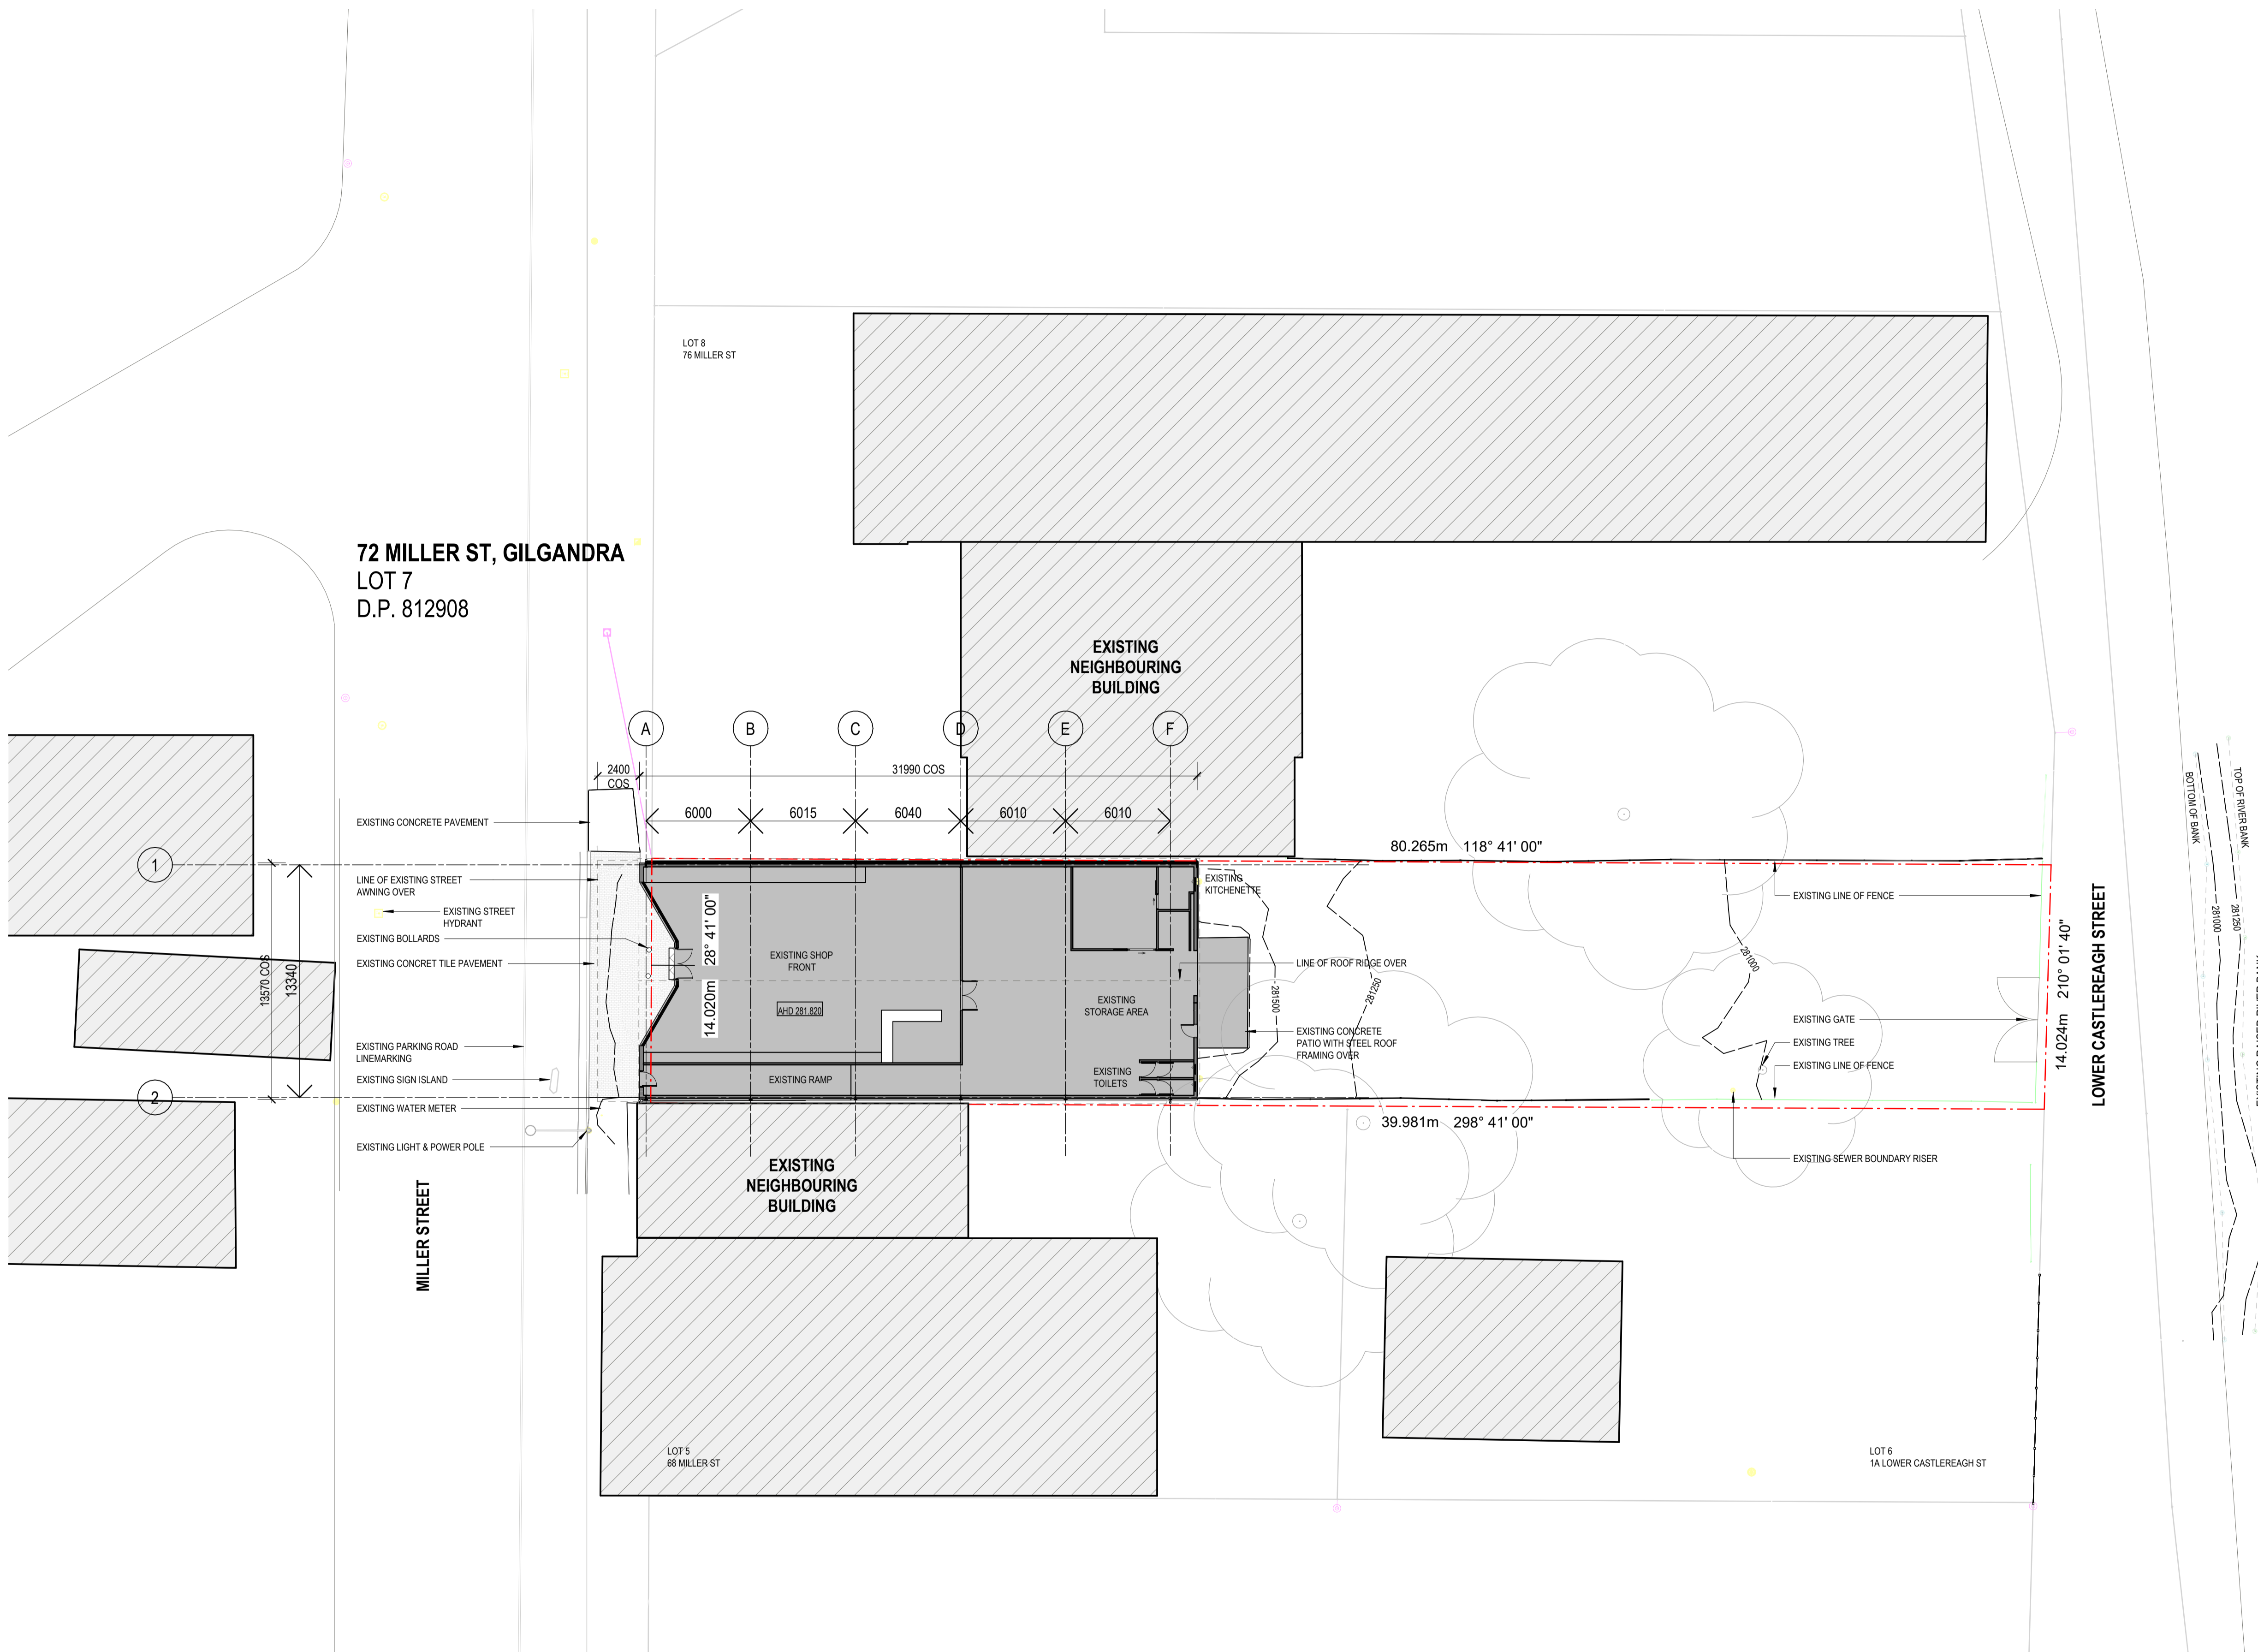 LOT 8
76 MILLER ST
72 MILLER ST, GILGANDRA
LOT 7
D.P. 812908
EXISTING
NEIGHBOURING
BUILDING
A
B
C
D
E
F
2400
COS
31990 COS
6000
6015
6040
6010
6010
EXISTING CONCRETE PAVEMENT
1
LINE OF EXISTING STREET
AWNING OVER
EXISTING STREET
HYDRANT
EXISTING BOLLARDS
EXISTING CONCRET TILE PAVEMENT
13570 COS
13340
EXISTING PARKING ROAD
LINEMARKING
EXISTING SIGN ISLAND
2
EXISTING WATER METER
EXISTING LIGHT & POWER POLE
MILLER STREET
14.020m 28° 41' 00"
EXISTING SHOP
FRONT
AHD 281.820
EXISTING RAMP
EXISTING
STORAGE AREA
EXISTING
TOILETS
EXISTING
KITCHENETTE
LINE OF ROOF RIDGE OVER
EXISTING CONCRETE
PATIO WITH STEEL ROOF
FRAMING OVER
281500
281250
281000
80.265m 118° 41' 00"
39.981m 298° 41' 00"
EXISTING LINE OF FENCE
EXISTING GATE
EXISTING TREE
EXISTING LINE OF FENCE
EXISTING SEWER BOUNDARY RISER
14.024m 210° 01' 40"
LOWER CASTLEREAGH STREET
BOTTOM OF BANK
TOP OF RIVER BANK
281000
281250
EXISTING
NEIGHBOURING
BUILDING
LOT 5
68 MILLER ST
LOT 6
1A LOWER CASTLEREAGH ST